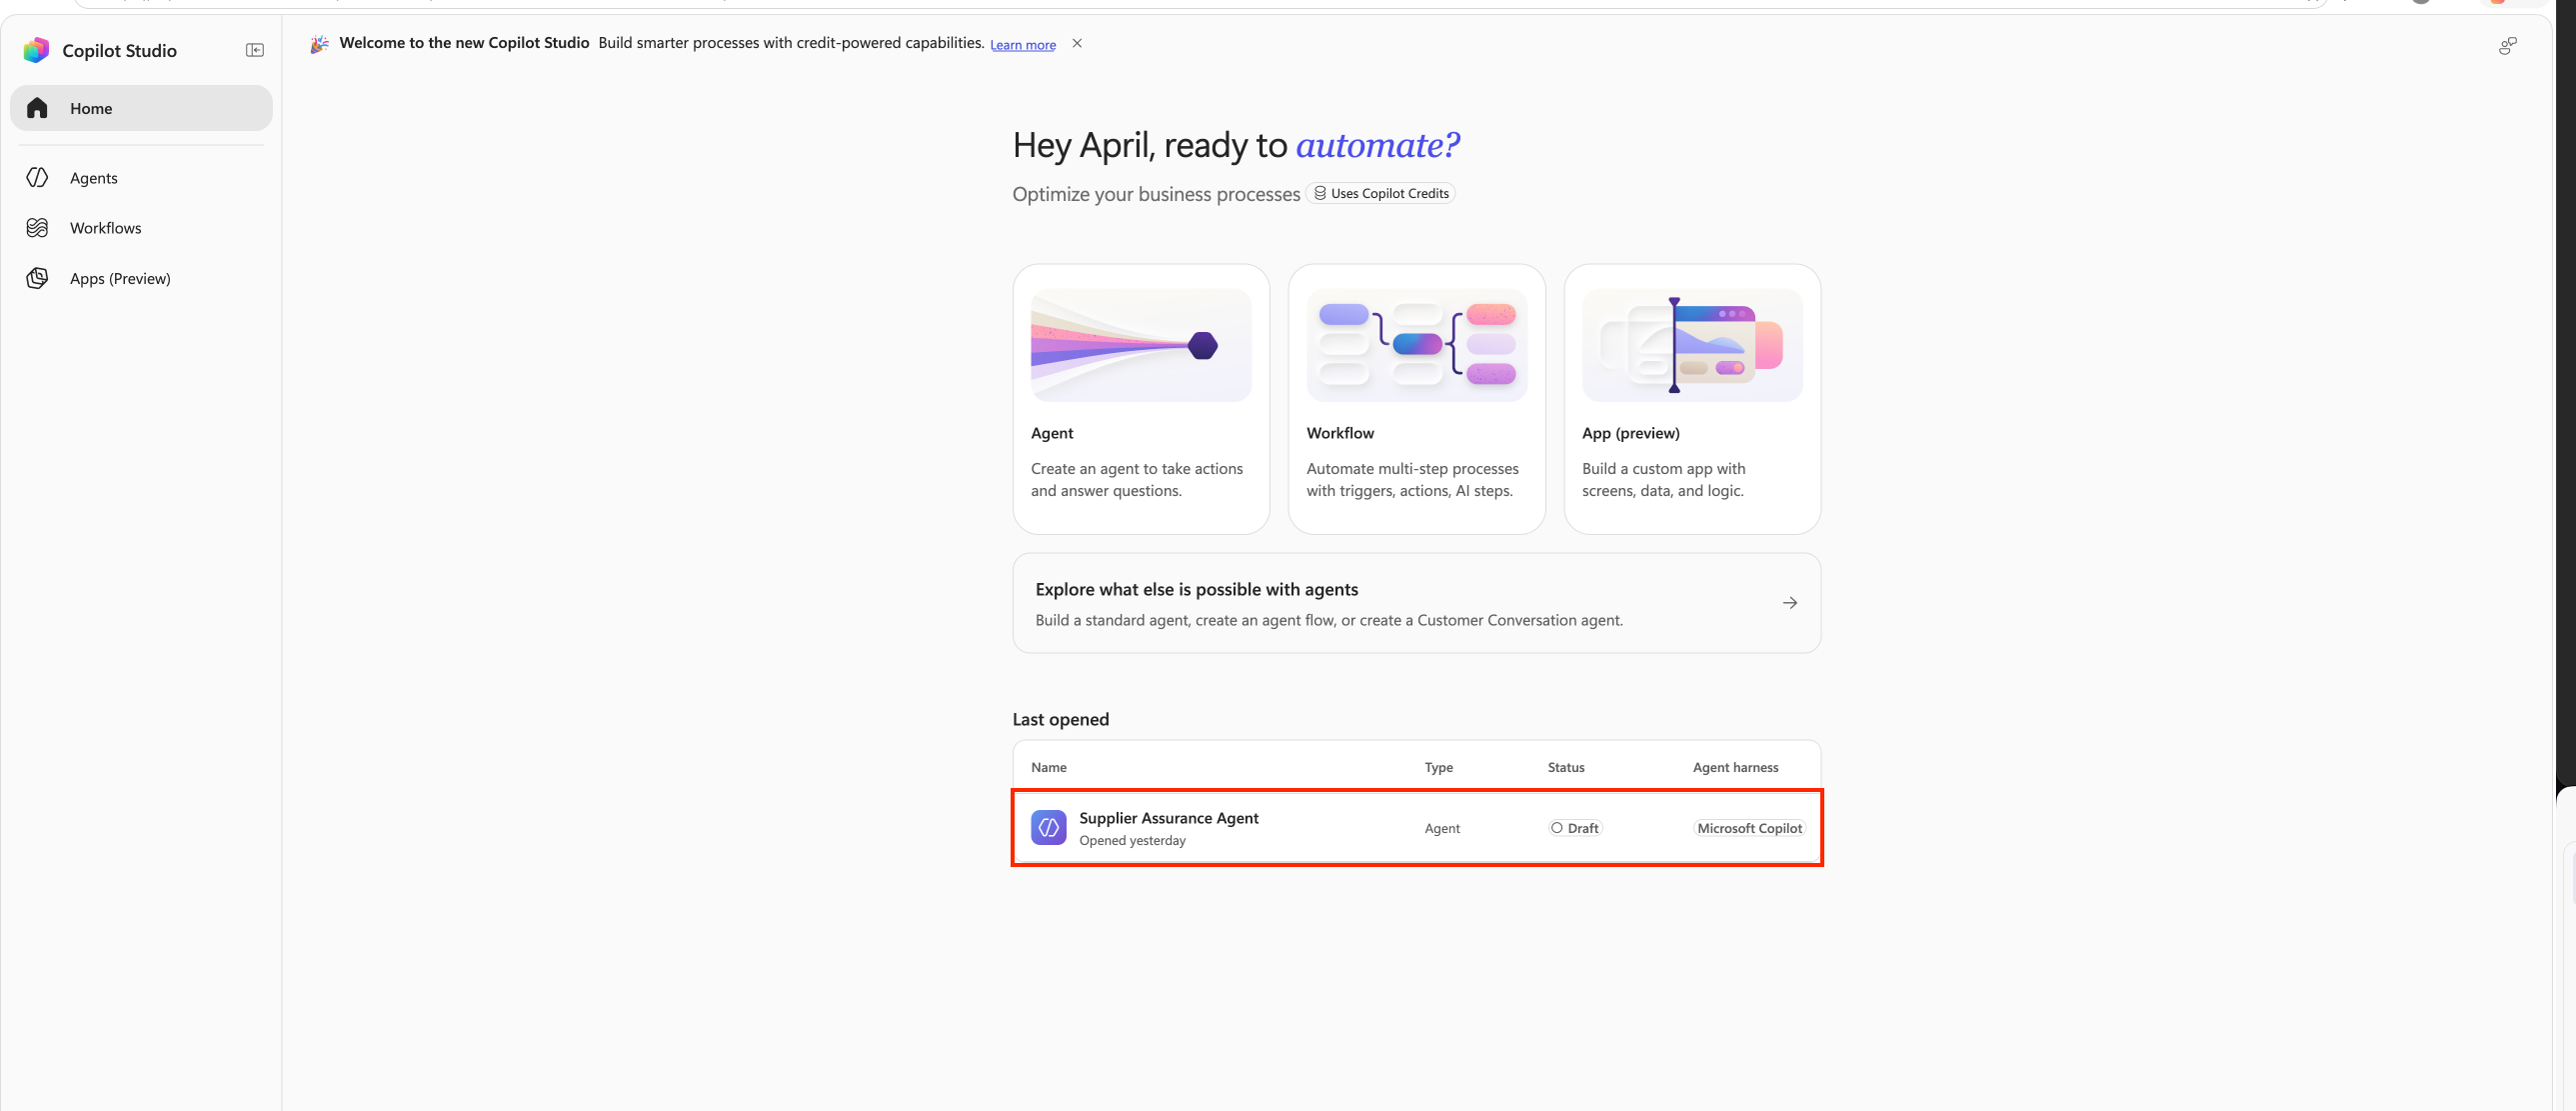 Copilot Studio
Home
Agents
Workflows
Apps (Preview)
Welcome to the new Copilot Studio Build smarter processes with credit-powered capabilities. Learn more
Hey April, ready to automate?
Optimize your business processes Uses Copilot Credits
Agent
Create an agent to take actions
and answer questions.
Workflow
Automate multi-step processes
with triggers, actions, AI steps.
App (preview)
Build a custom app with
screens, data, and logic.
Explore what else is possible with agents
Build a standard agent, create an agent flow, or create a Customer Conversation agent.
Last opened
Name Type Status Agent harness
Supplier Assurance Agent
Opened yesterday
Agent Draft Microsoft Copilot